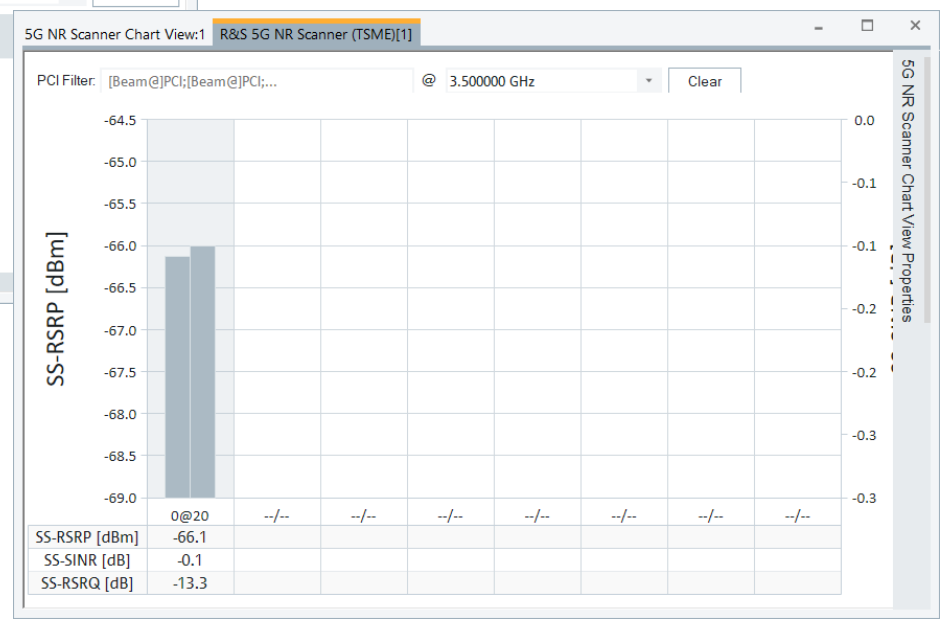 5G NR Scanner Chart View:1 R&S 5G NR Scanner (TSME)[1]
PCI Filter: [Beam@]PCI;[Beam@]PCI;... @ 3.500000 GHz Clear
5G NR Scanner Chart View Properties
SS-RSRP [dBm]
-64.5
-65.0
-65.5
-66.0
-66.5
-67.0
-67.5
-68.0
-68.5
-69.0
0.0
-0.1
-0.1
-0.2
-0.2
-0.3
-0.3
0@20 --/-- --/-- --/-- --/-- --/-- --/-- --/--
SS-RSRP [dBm] -66.1
SS-SINR [dB] -0.1
SS-RSRQ [dB] -13.3